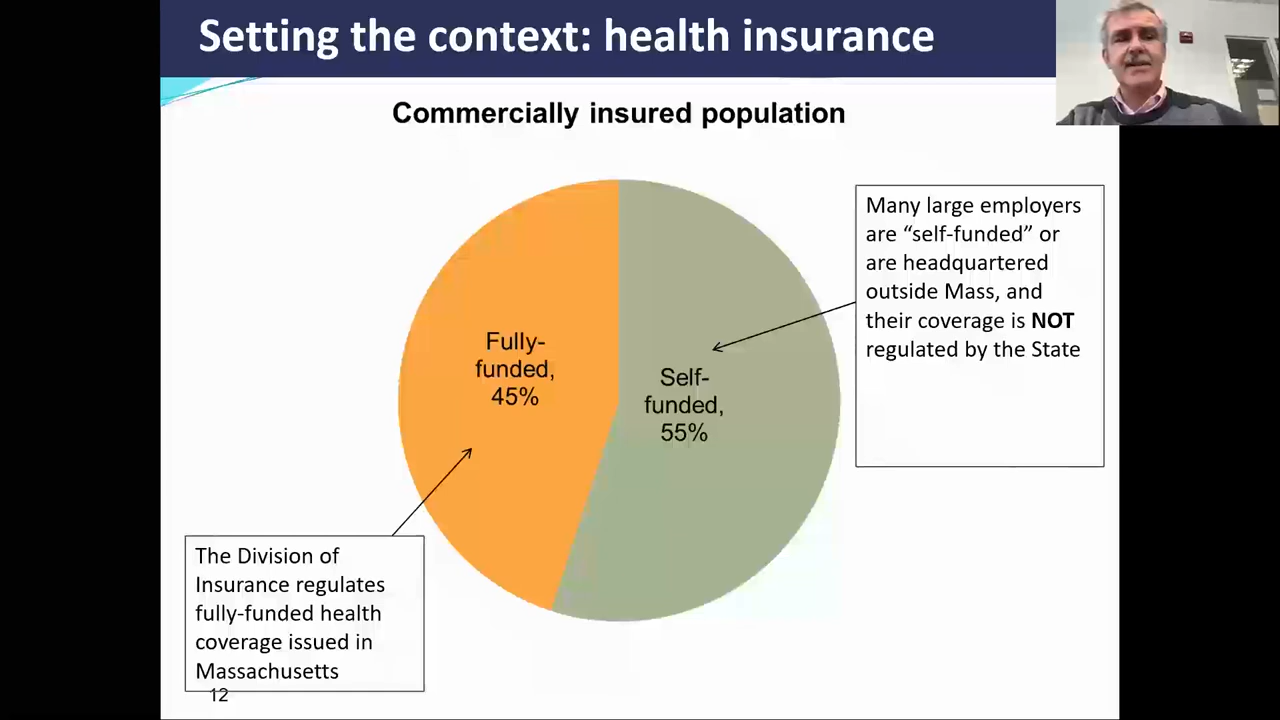 Setting the context: health insurance
Commercially insured population
Many large employers
are “self-funded” or
are headquartered
outside Mass, and
their coverage is NOT
regulated by the State
Fully-
funded,
45%
Self-
funded,
55%
The Division of
Insurance regulates
fully-funded health
coverage issued in
Massachusetts
12